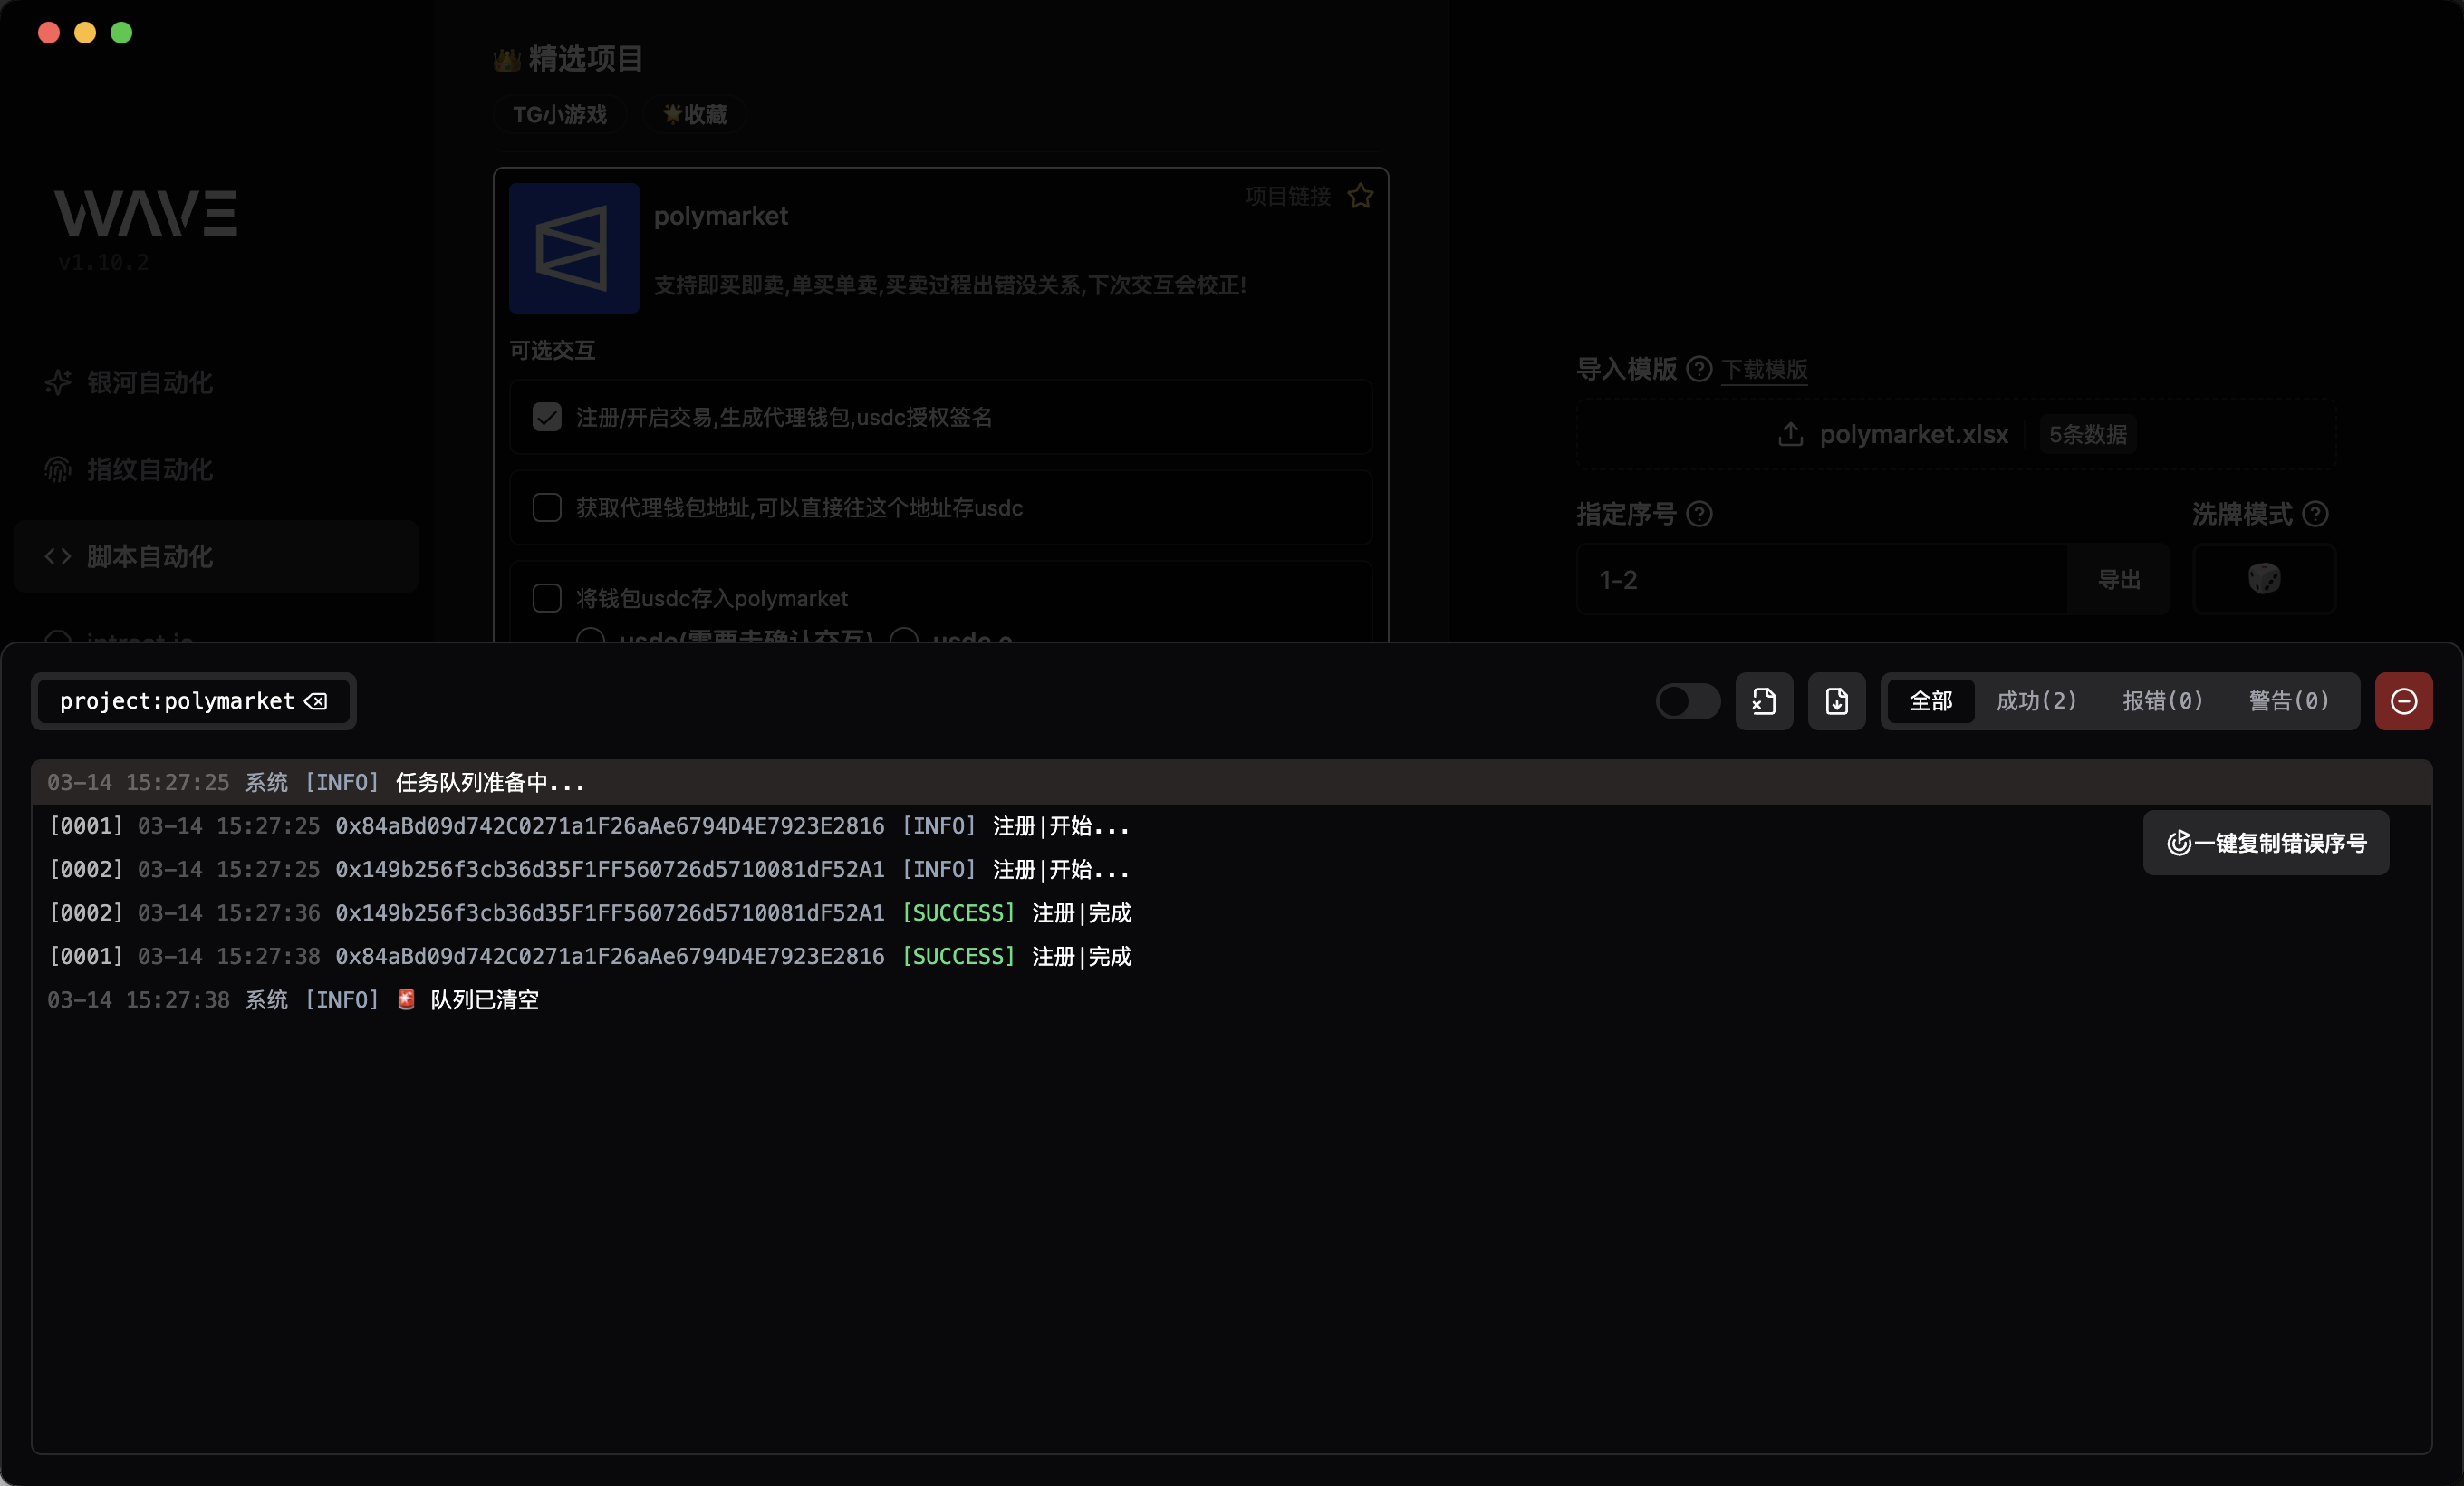 WAVE
v1.10.2
银河自动化
指纹自动化
脚本自动化
👑 精选项目
TG小游戏
🌟收藏
polymarket
项目链接
支持即买即卖,单买单卖,买卖过程出错没关系,下次交互会校正!
可选交互
注册/开启交易,生成代理钱包,usdc授权签名
获取代理钱包地址,可以直接往这个地址存usdc
将钱包usdc存入polymarket
usdc(需要去确认交互) usdc.e
导入模版 下载模版
polymarket.xlsx 5条数据
指定序号 洗牌模式
1-2 导出
project:polymarket
全部 成功(2) 报错(0) 警告(0)
03-14 15:27:25 系统 [INFO] 任务队列准备中...
[0001] 03-14 15:27:25 0x84aBd09d742C0271a1F26aAe6794D4E7923E2816 [INFO] 注册|开始...
一键复制错误序号
[0002] 03-14 15:27:25 0x149b256f3cb36d35F1FF560726d5710081dF52A1 [INFO] 注册|开始...
[0002] 03-14 15:27:36 0x149b256f3cb36d35F1FF560726d5710081dF52A1 [SUCCESS] 注册|完成
[0001] 03-14 15:27:38 0x84aBd09d742C0271a1F26aAe6794D4E7923E2816 [SUCCESS] 注册|完成
03-14 15:27:38 系统 [INFO] 🚨 队列已清空